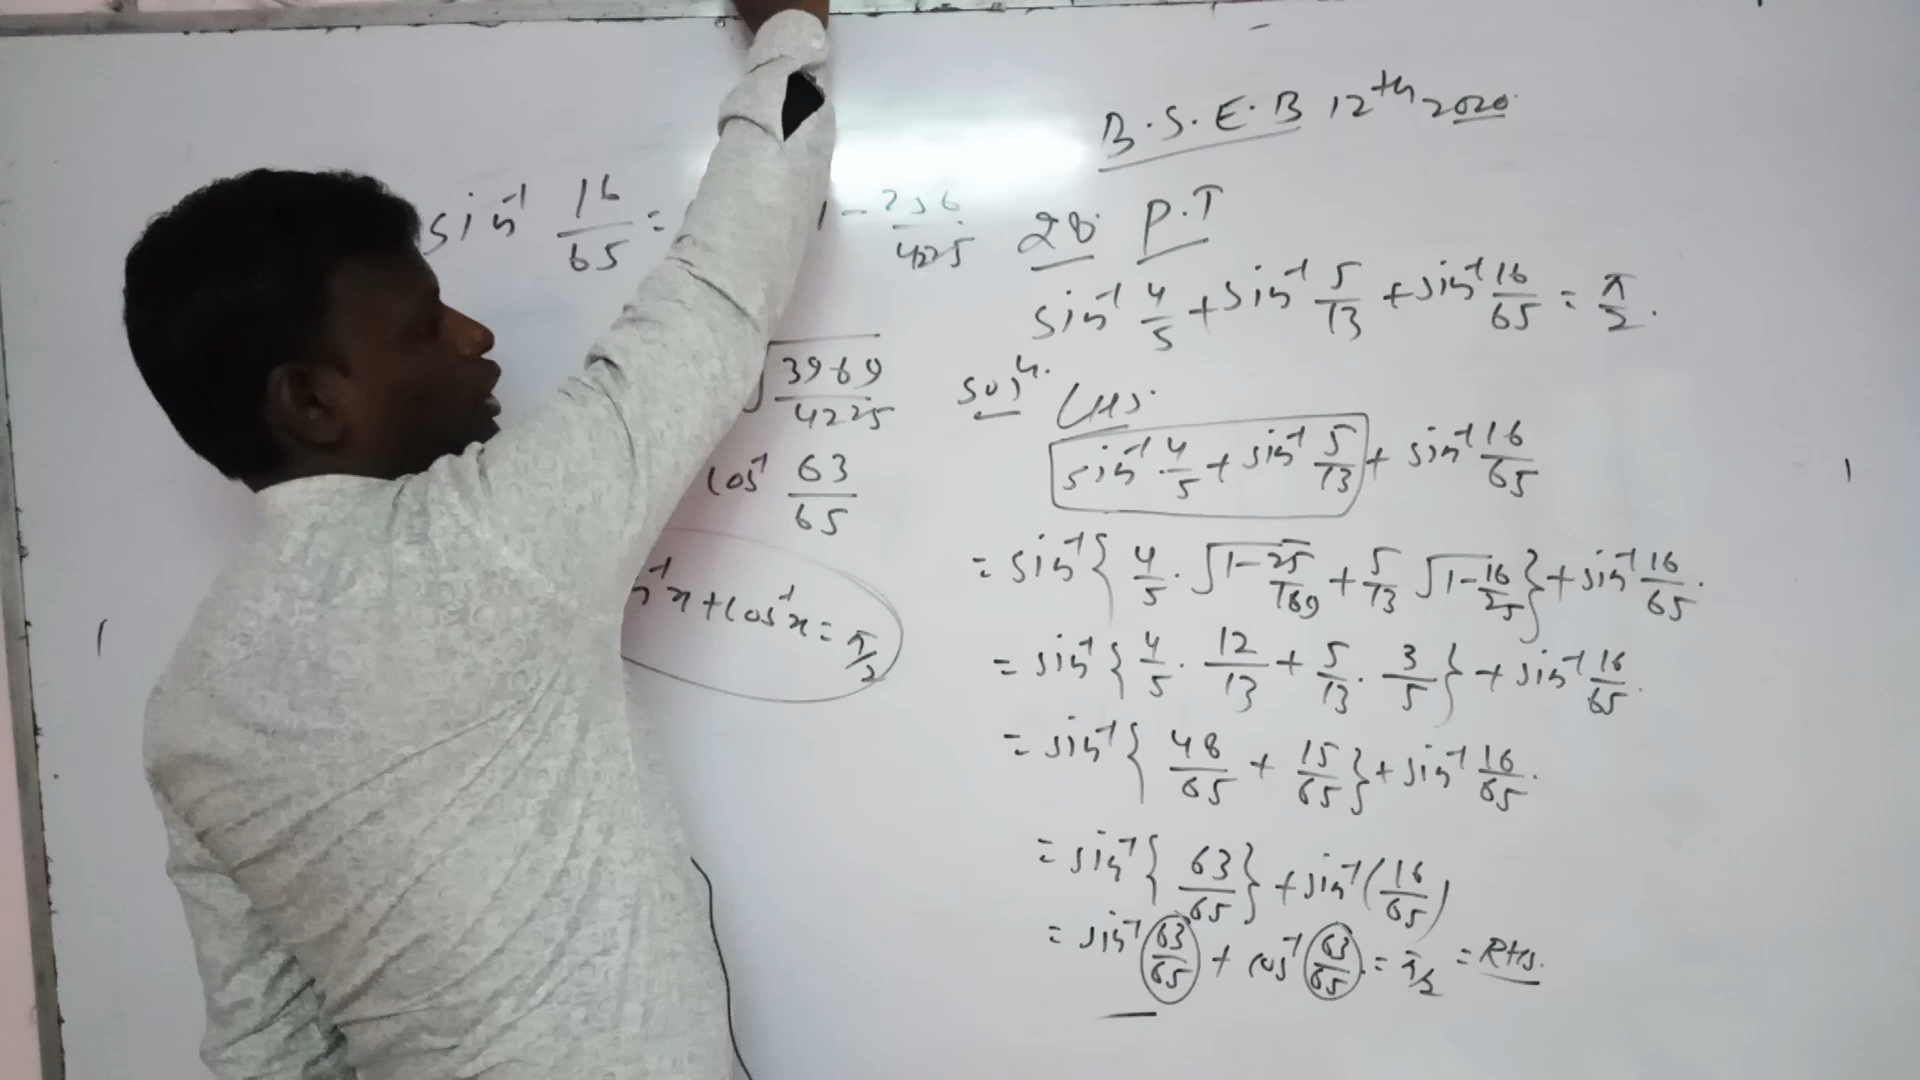 sin⁻¹ 16/65 =
1 - 256/4225
√3969/4225
cos⁻¹ 63/65
x + cos⁻¹x = π/2
B.S.E.B 12th 2020
28. P.T
sin⁻¹ 4/5 + sin⁻¹ 5/13 + sin⁻¹ 16/65 = π/2.
Solⁿ. LHS.
sin⁻¹ 4/5 + sin⁻¹ 5/13 + sin⁻¹ 16/65
= sin⁻¹ { 4/5 . √1-25/169 + 5/13 √1-16/25 } + sin⁻¹ 16/65.
= sin⁻¹ { 4/5 . 12/13 + 5/13 . 3/5 } + sin⁻¹ 16/65.
= sin⁻¹ { 48/65 + 15/65 } + sin⁻¹ 16/65.
= sin⁻¹ { 63/65 } + sin⁻¹ (16/65)
= sin⁻¹ 63/65 + cos⁻¹ 63/65 = π/2 = RHS.